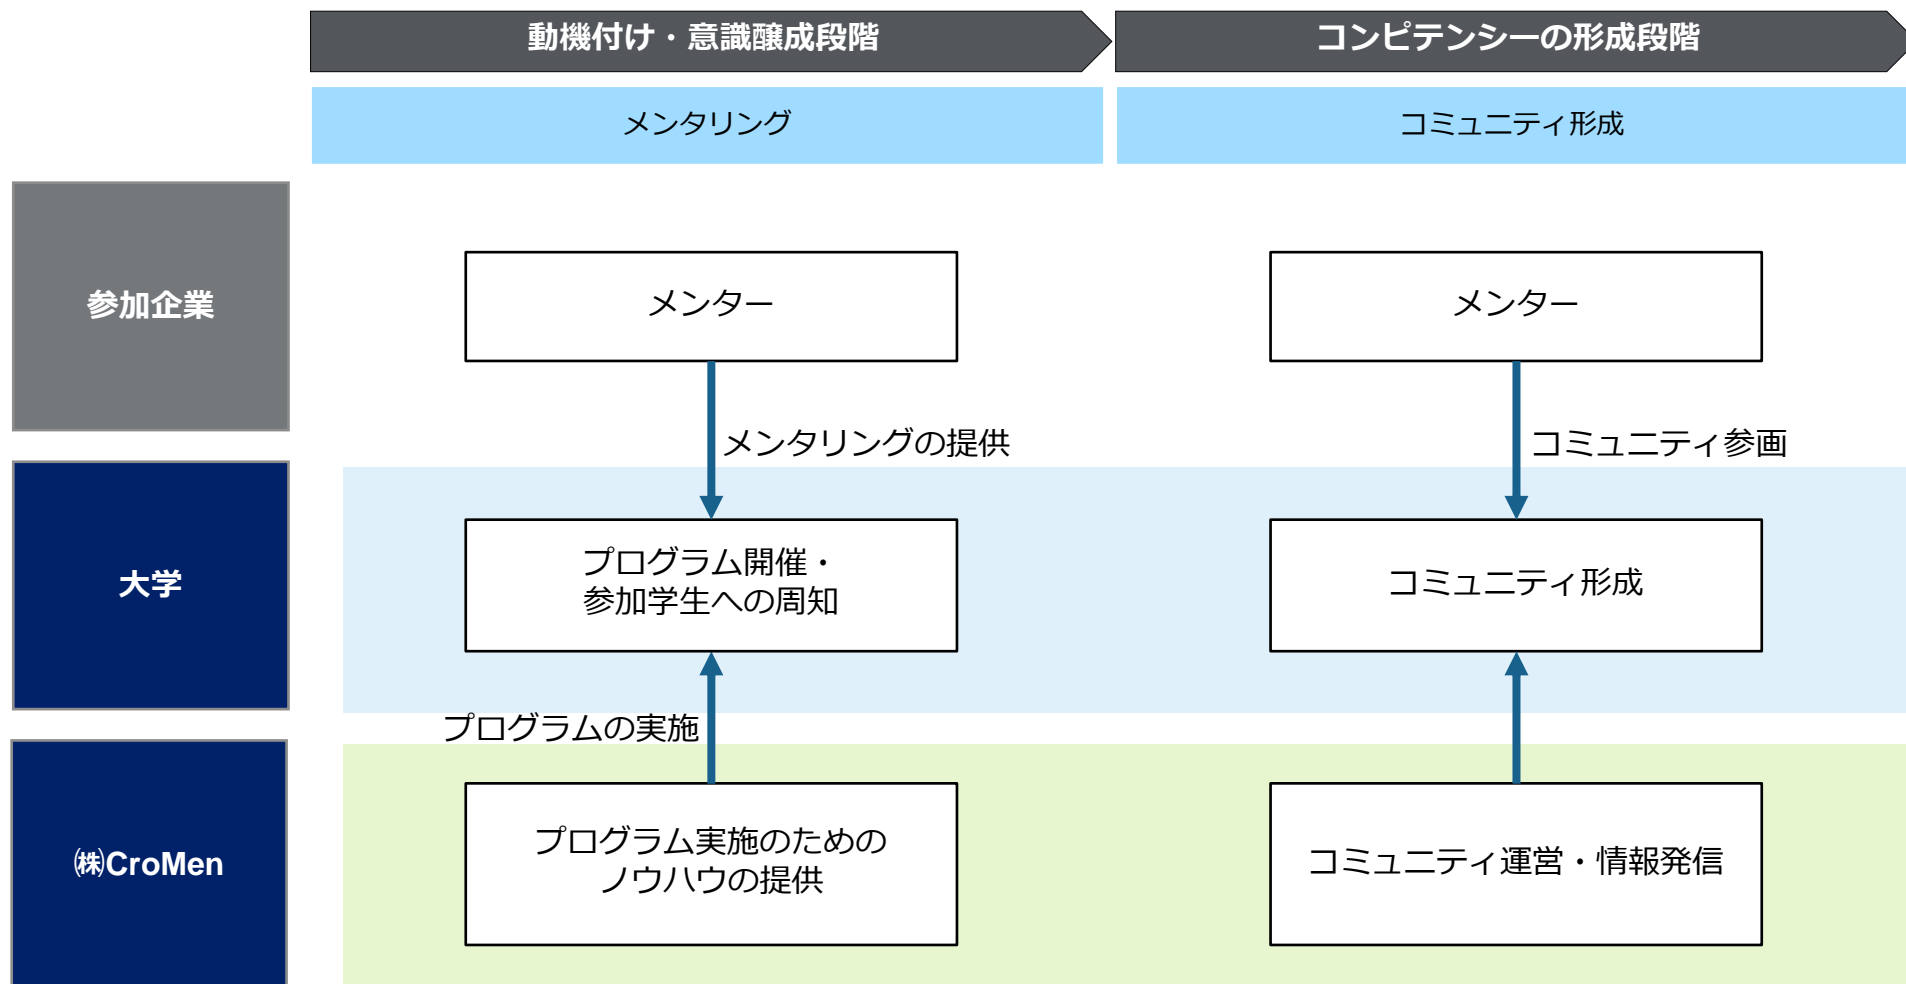 動機付け・意識醸成段階
コンピテンシーの形成段階
メンタリング
コミュニティ形成
参加企業
メンター
メンター
メンタリングの提供
コミュニティ参画
大学
プログラム開催・
参加学生への周知
コミュニティ形成
プログラムの実施
㈱CroMen
プログラム実施のための
ノウハウの提供
コミュニティ運営・情報発信